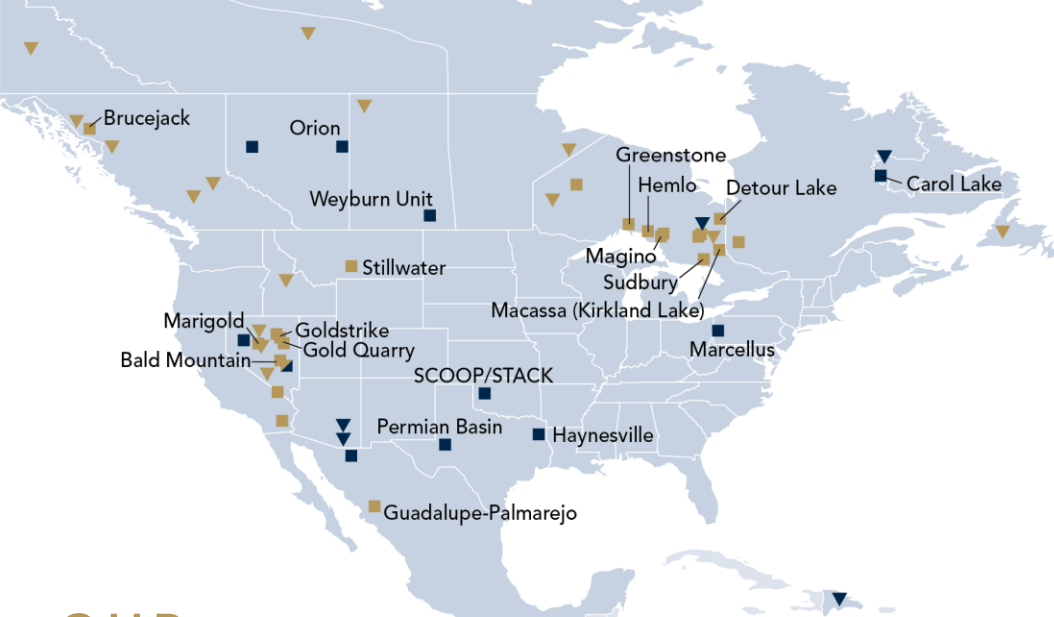 Brucejack
Orion
Greenstone
Hemlo
Detour Lake
Carol Lake
Weyburn Unit
Magino
Stillwater
Sudbury
Macassa (Kirkland Lake)
Marigold
Goldstrike
Gold Quarry
Marcellus
Bald Mountain
SCOOP/STACK
Permian Basin
Haynesville
Guadalupe-Palmarejo